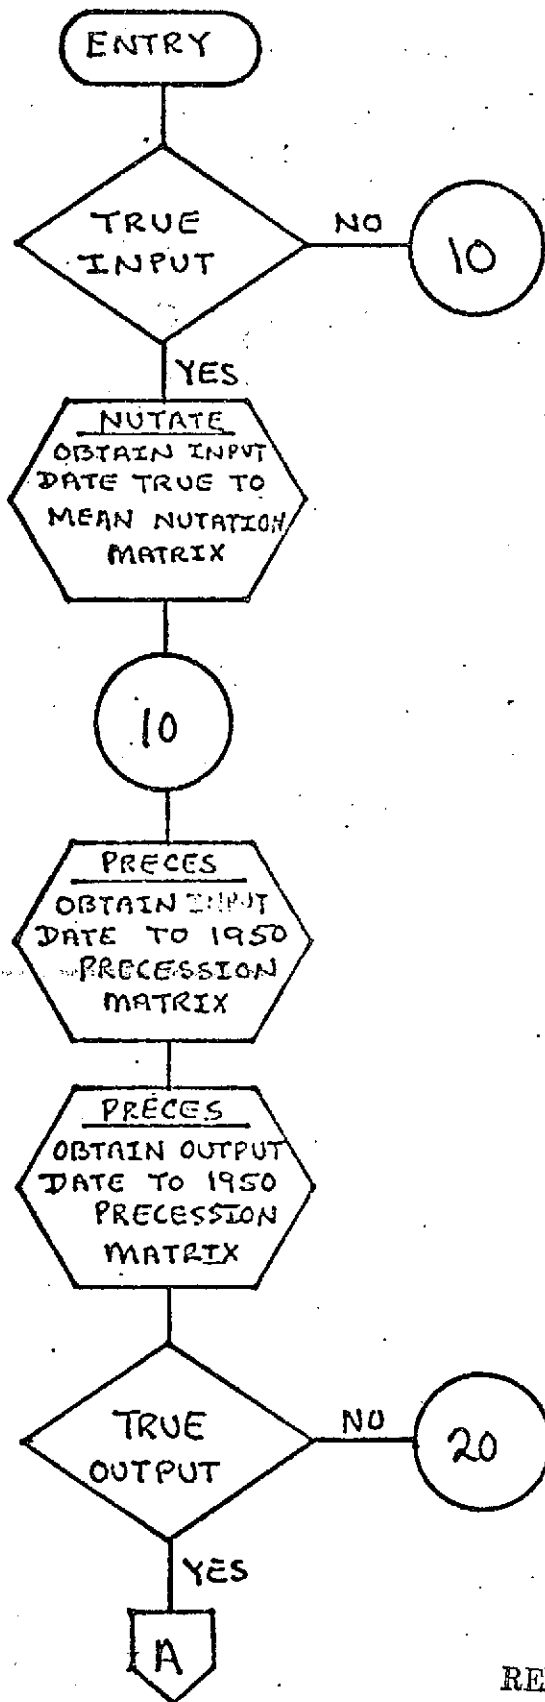 ENTRY
TRUE
INPUT
NO
10
YES
NUTATE
OBTAIN INPUT
DATE TRUE TO
MEAN NUTATION
MATRIX
10
PRECES
OBTAIN INPUT
DATE TO 1950
PRECESSION
MATRIX
PRECES
OBTAIN OUTPUT
DATE TO 1950
PRECESSION
MATRIX
TRUE
OUTPUT
NO
20
YES
A
RE